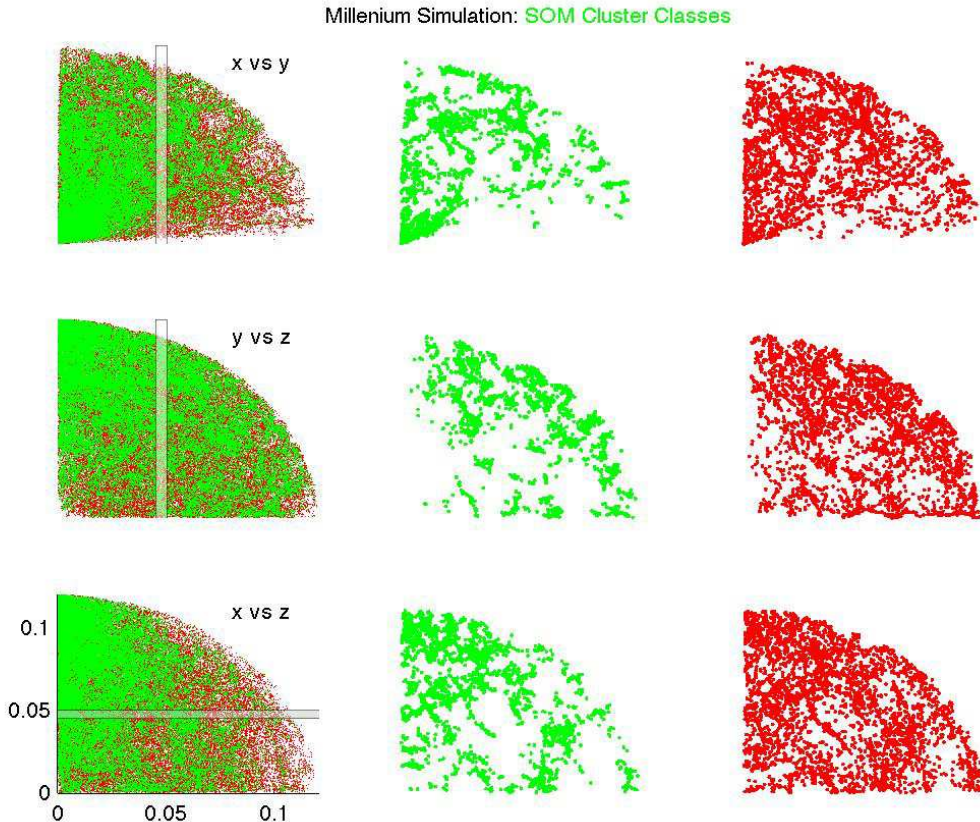 Millenium Simulation: SOM Cluster Classes
x vs y
y vs z
x vs z
0.1
0.05
0
0 0.05 0.1